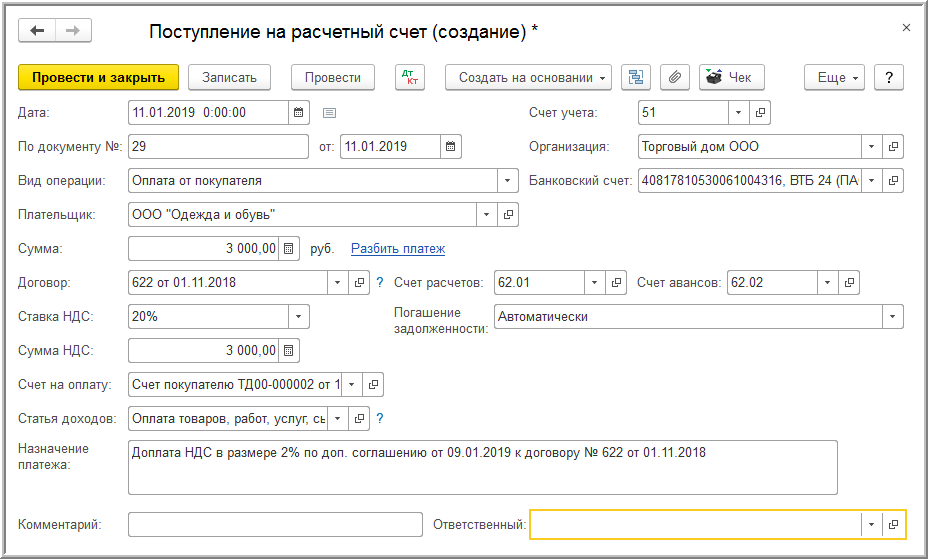 Поступление на расчетный счет (создание) *
Провести и закрыть Записать Провести Дт Кт Создать на основании Чек Еще ?
Дата: 11.01.2019 0:00:00 Счет учета: 51
По документу №: 29 от: 11.01.2019 Организация: Торговый дом ООО
Вид операции: Оплата от покупателя Банковский счет: 40817810530061004316, ВТБ 24 (ПА
Плательщик: ООО "Одежда и обувь"
Сумма: 3 000,00 руб. Разбить платеж
Договор: 622 от 01.11.2018 ? Счет расчетов: 62.01 Счет авансов: 62.02
Ставка НДС: 20% Погашение задолженности: Автоматически
Сумма НДС: 3 000,00
Счет на оплату: Счет покупателю ТД00-000002 от 1
Статья доходов: Оплата товаров, работ, услуг, сь ?
Назначение платежа: Доплата НДС в размере 2% по доп. соглашению от 09.01.2019 к договору № 622 от 01.11.2018
Комментарий: Ответственный: